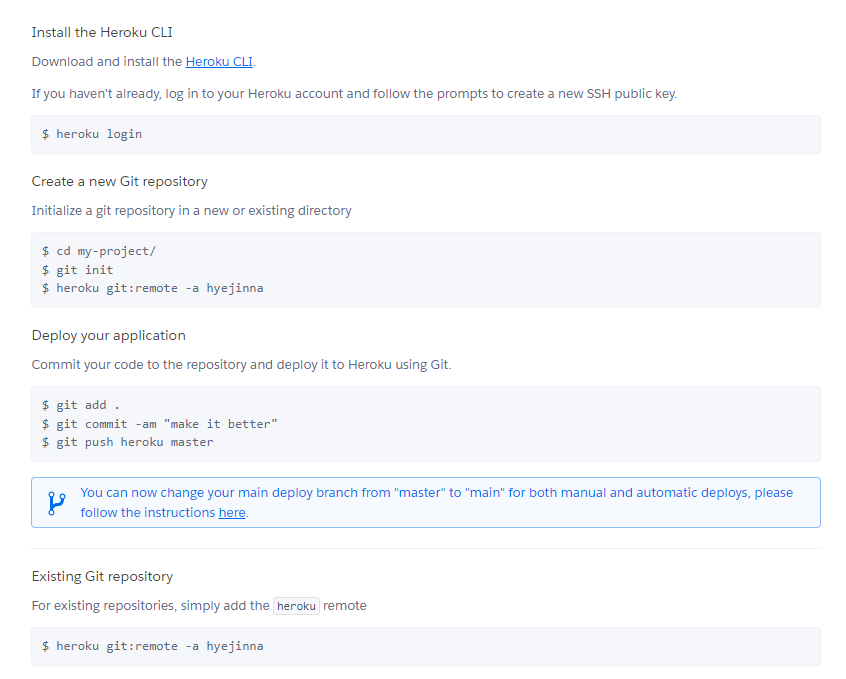 Install the Heroku CLI
Download and install the Heroku CLI.
If you haven't already, log in to your Heroku account and follow the prompts to create a new SSH public key.
$ heroku login
Create a new Git repository
Initialize a git repository in a new or existing directory
$ cd my-project/
$ git init
$ heroku git:remote -a hyejinna
Deploy your application
Commit your code to the repository and deploy it to Heroku using Git.
$ git add .
$ git commit -am "make it better"
$ git push heroku master
You can now change your main deploy branch from "master" to "main" for both manual and automatic deploys, please
follow the instructions here.
Existing Git repository
For existing repositories, simply add the heroku remote
$ heroku git:remote -a hyejinna